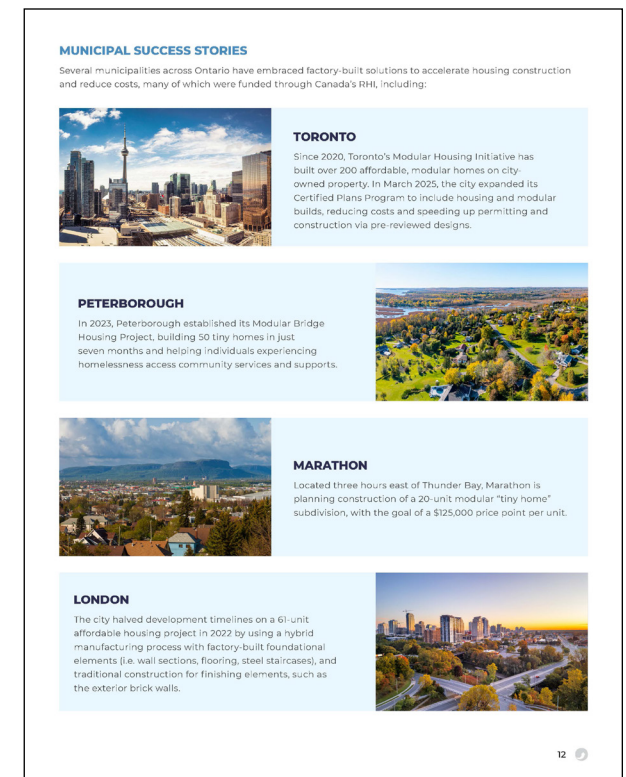 MUNICIPAL SUCCESS STORIES
Several municipalities across Ontario have embraced factory-built solutions to accelerate housing construction
and reduce costs, many of which were funded through Canada's RHI, including:
TORONTO
Since 2020, Toronto's Modular Housing Initiative has
built over 200 affordable, modular homes on city-
owned property. In March 2025, the city expanded its
Certified Plans Program to include housing and modular
builds, reducing costs and speeding up permitting and
construction via pre-reviewed designs.
PETERBOROUGH
In 2023, Peterborough established its Modular Bridge
Housing Project, building 50 tiny homes in just
seven months and helping individuals experiencing
homelessness access community services and supports.
MARATHON
Located three hours east of Thunder Bay, Marathon is
planning construction of a 20-unit modular “tiny home”
subdivision, with the goal of a $125,000 price point per unit.
LONDON
The city halved development timelines on a 61-unit
affordable housing project in 2022 by using a hybrid
manufacturing process with factory-built foundational
elements (i.e. wall sections, flooring, steel staircases), and
traditional construction for finishing elements, such as
the exterior brick walls.
12